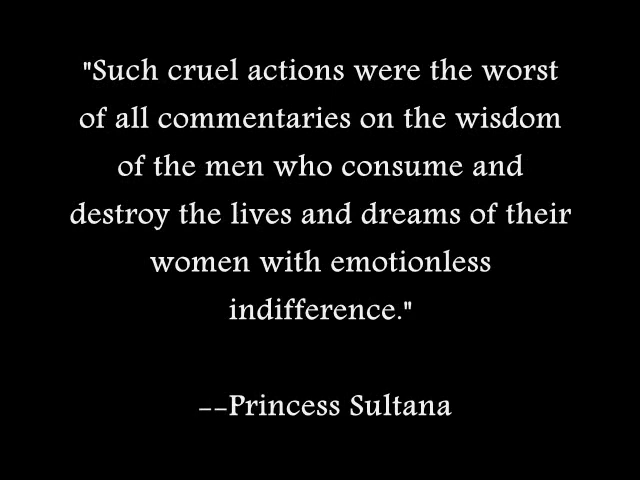 "Such cruel actions were the worst
of all commentaries on the wisdom
of the men who consume and
destroy the lives and dreams of their
women with emotionless
indifference."
--Princess Sultana